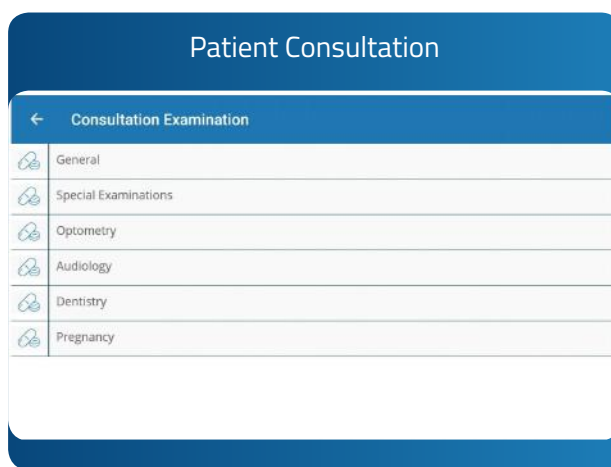 Patient Consultation
Consultation Examination
General
Special Examinations
Optometry
Audiology
Dentistry
Pregnancy